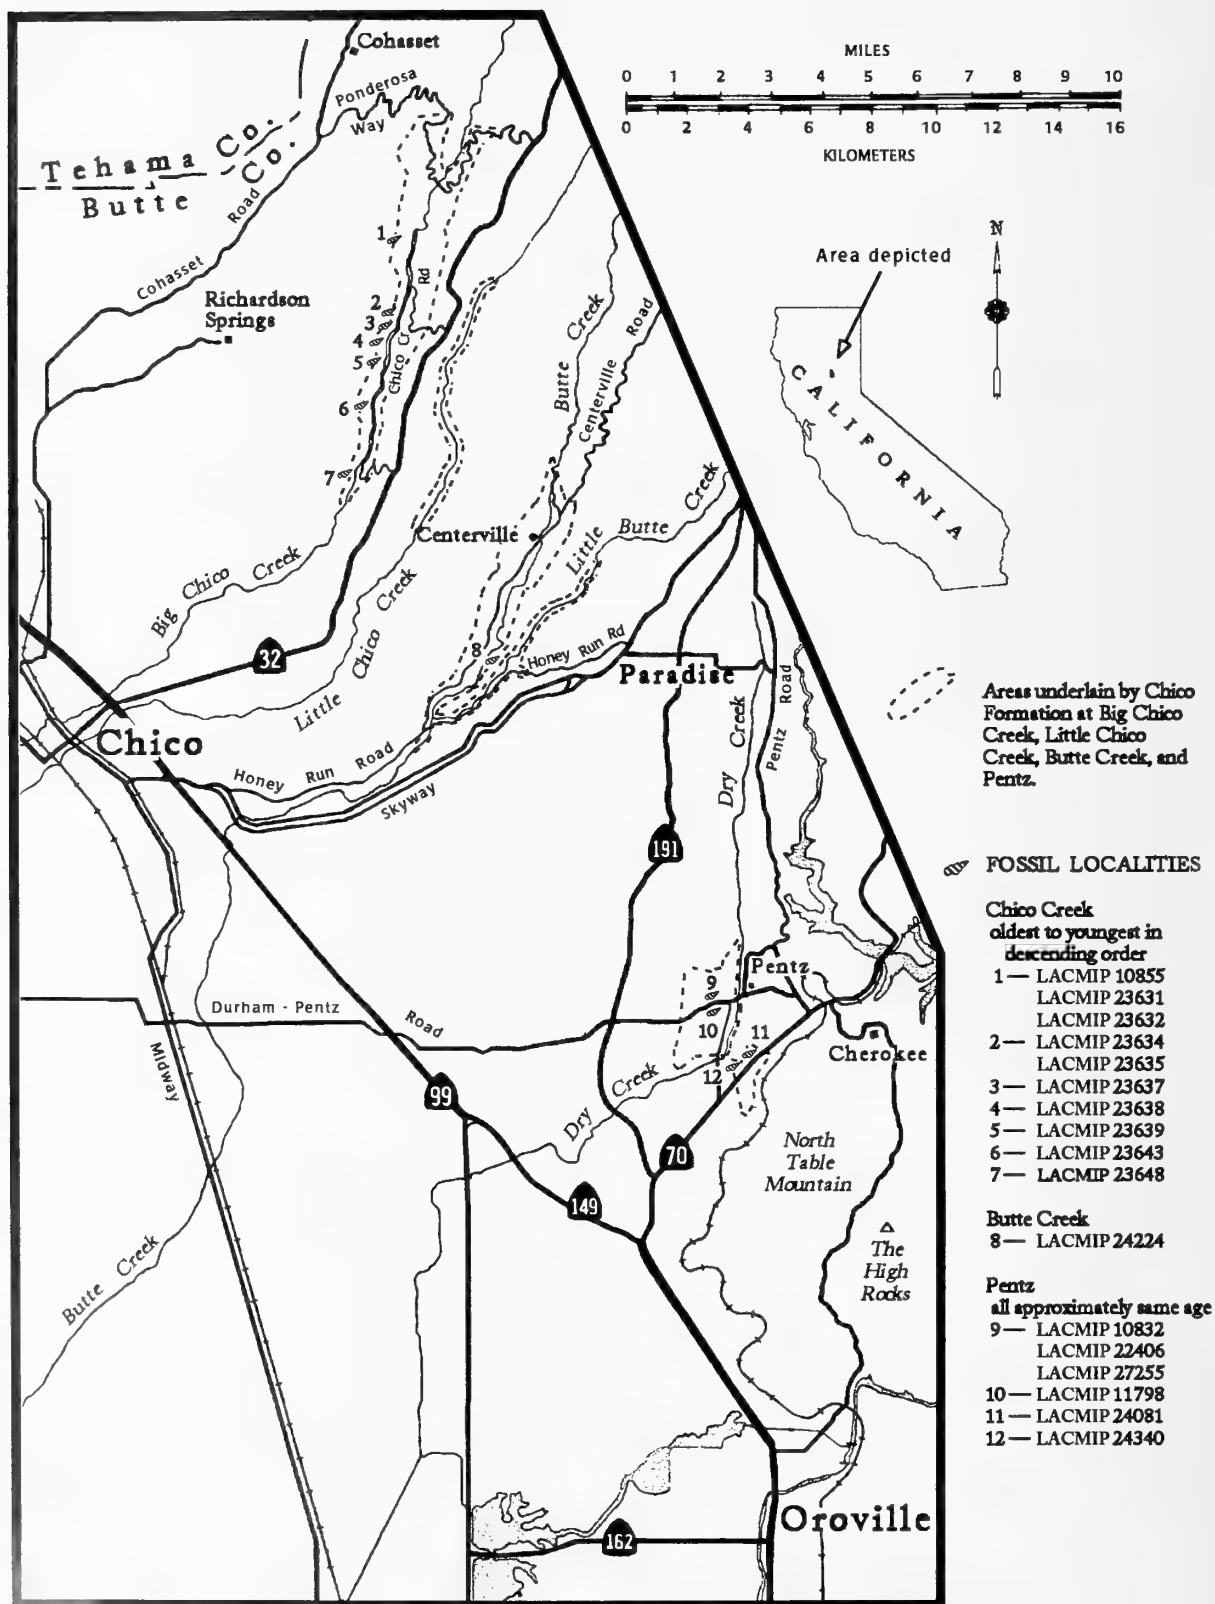 Cohasset
Ponderosa
Way
Tehama Co.
Butte Co.
Cohasset Road
Richardson
Springs
1
2
3
4
5
6
7
Chico Cr Rd
Butte Creek
Centerville Road
Centerville
Little Butte Creek
Big Chico Creek
Little Chico Creek
32
8
Honey Run Rd
Paradise
Chico
Honey Run Road
Skyway
Dry Creek
Pentz Road
191
Pentz
9
10
11
12
Durham - Pentz Road
Midway
Cherokee
99
Dry Creek
70
149
North
Table
Mountain
The
High
Rocks
Butte Creek
Oroville
162
MILES
0 1 2 3 4 5 6 7 8 9 10
0 2 4 6 8 10 12 14 16
KILOMETERS
N
Area depicted
CALIFORNIA
Areas underlain by Chico
Formation at Big Chico
Creek, Little Chico
Creek, Butte Creek, and
Pentz.
FOSSIL LOCALITIES
Chico Creek
oldest to youngest in
descending order
1— LACMIP 10855
LACMIP 23631
LACMIP 23632
2— LACMIP 23634
LACMIP 23635
3— LACMIP 23637
4— LACMIP 23638
5— LACMIP 23639
6— LACMIP 23643
7— LACMIP 23648
Butte Creek
8— LACMIP 24224
Pentz
all approximately same age
9— LACMIP 10832
LACMIP 22406
LACMIP 27255
10— LACMIP 11798
11— LACMIP 24081
12— LACMIP 24340